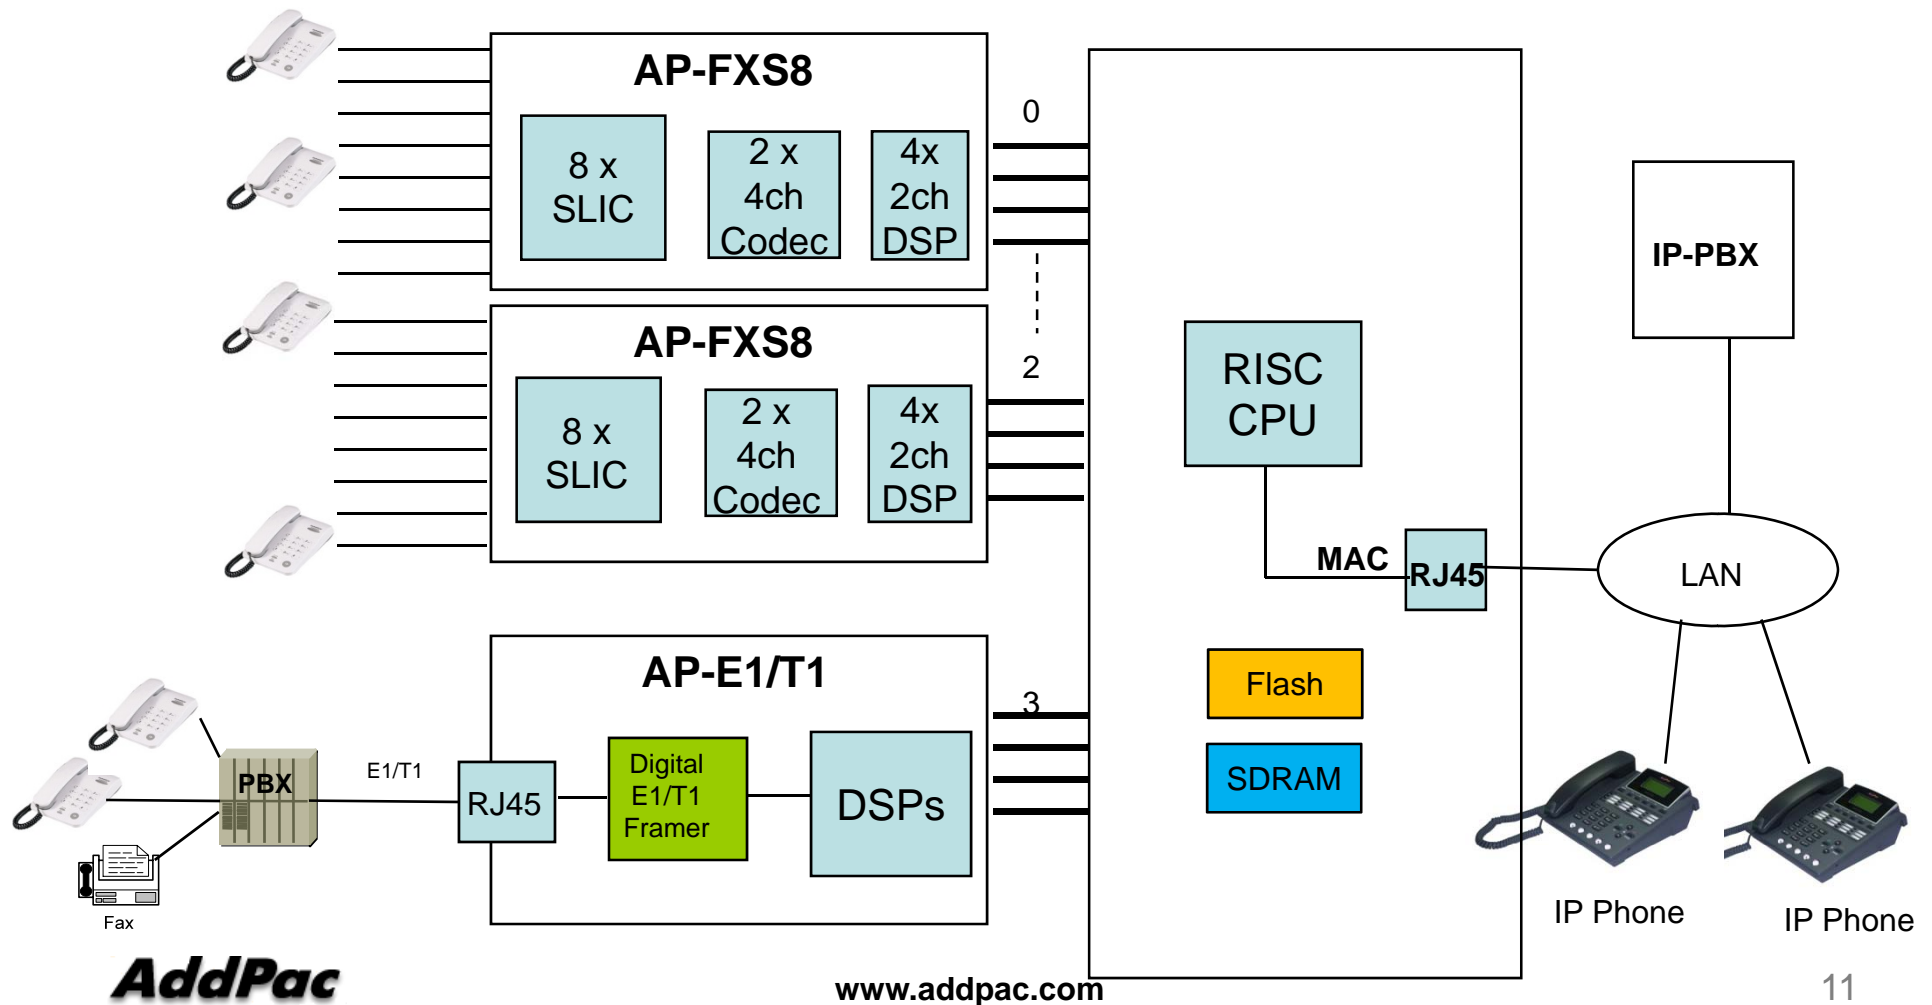 AP-FXS8
8 x
SLIC
2 x
4ch
Codec
4x
2ch
DSP
0
AP-FXS8
8 x
SLIC
2 x
4ch
Codec
4x
2ch
DSP
2
RISC
CPU
MAC
RJ45
Flash
SDRAM
IP-PBX
LAN
IP Phone
IP Phone
AP-E1/T1
3
PBX
E1/T1
RJ45
Digital
E1/T1
Framer
DSPs
Fax
AddPac
www.addpac.com
11